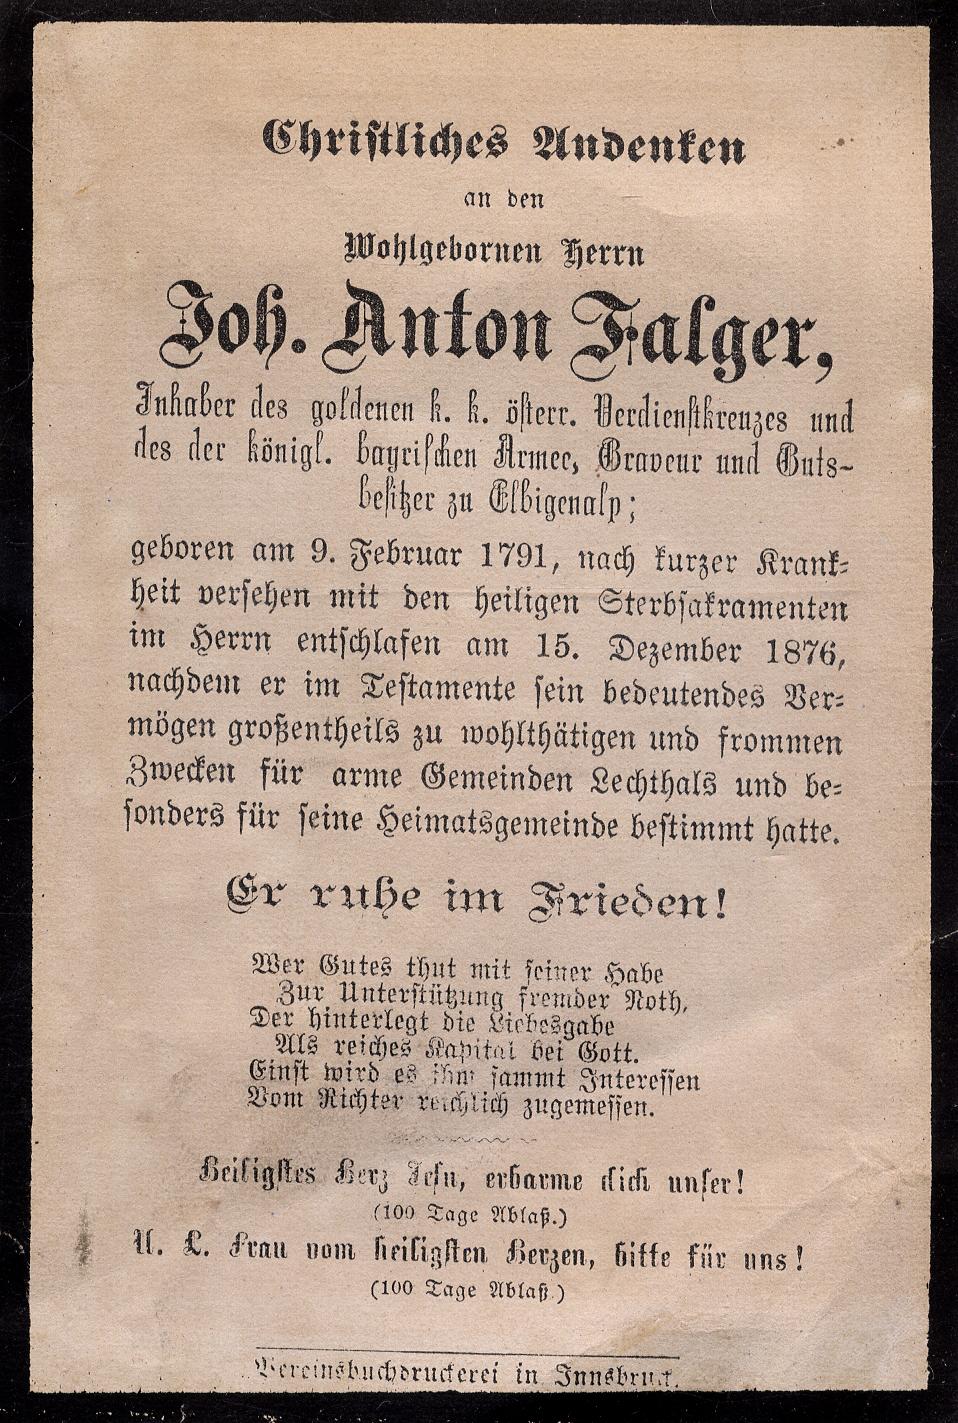 Christliches Andenken
an den
Wohlgebornen Herrn
Joh. Anton Falger,
Inhaber des goldenen k. k. österr. Verdienstkreuzes und
des der königl. bayrischen Armee, Graveur und Guts-
besitzer zu Elbigenalp;
geboren am 9. Februar 1791, nach kurzer Krank-
heit versehen mit den heiligen Sterbsakramenten
im Herrn entschlafen am 15. Dezember 1876,
nachdem er im Testamente sein bedeutendes Ver-
mögen großentheils zu wohlthätigen und frommen
Zwecken für arme Gemeinden Lechthals und be-
sonders für seine Heimatsgemeinde bestimmt hatte.
Er ruhe im Frieden!
Wer Gutes thut mit seiner Habe
Zur Unterstützung fremder Noth,
Der hinterlegt die Liebesgabe
Als reiches Kapital bei Gott.
Einst wird es ihm sammt Interessen
Vom Richter reichlich zugemessen.
Heiligstes Herz Jesu, erbarme dich unser!
(100 Tage Ablaß.)
U. L. Frau vom heiligsten Herzen, bitte für uns!
(100 Tage Ablaß.)
Vereinsbuchdruckerei in Innsbruck.